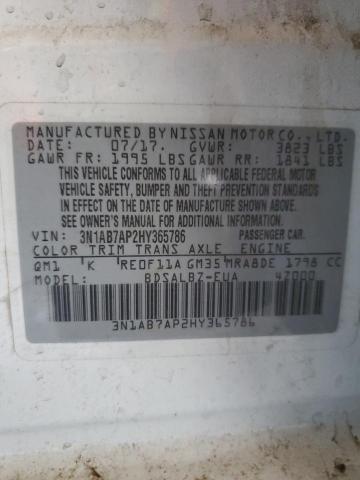 MANUFACTURED BY NISSAN MOTOR CO., LTD.
DATE: 07/17. GVWR: 3823 LBS
GAWR FR: 1995 LBS GAWR RR: 1841 LBS
THIS VEHICLE CONFORMS TO ALL APPLICABLE FEDERAL MOTOR
VEHICLE SAFETY, BUMPER AND THEFT PREVENTION STANDARDS
IN EFFECT ON THE DATE OF MANUFACTURE SHOWN ABOVE.
SEE OWNER'S MANUAL FOR ADDITIONAL INFORMATION.
VIN: 3N1AB7AP2HY365786 PASSENGER CAR
COLOR TRIM TRANS AXLE ENGINE
QM1 K RE0F11A GM35 MRA8DE 1798 CC
BDSALBZ-EUA 4Z000
3N1AB7AP2HY365786